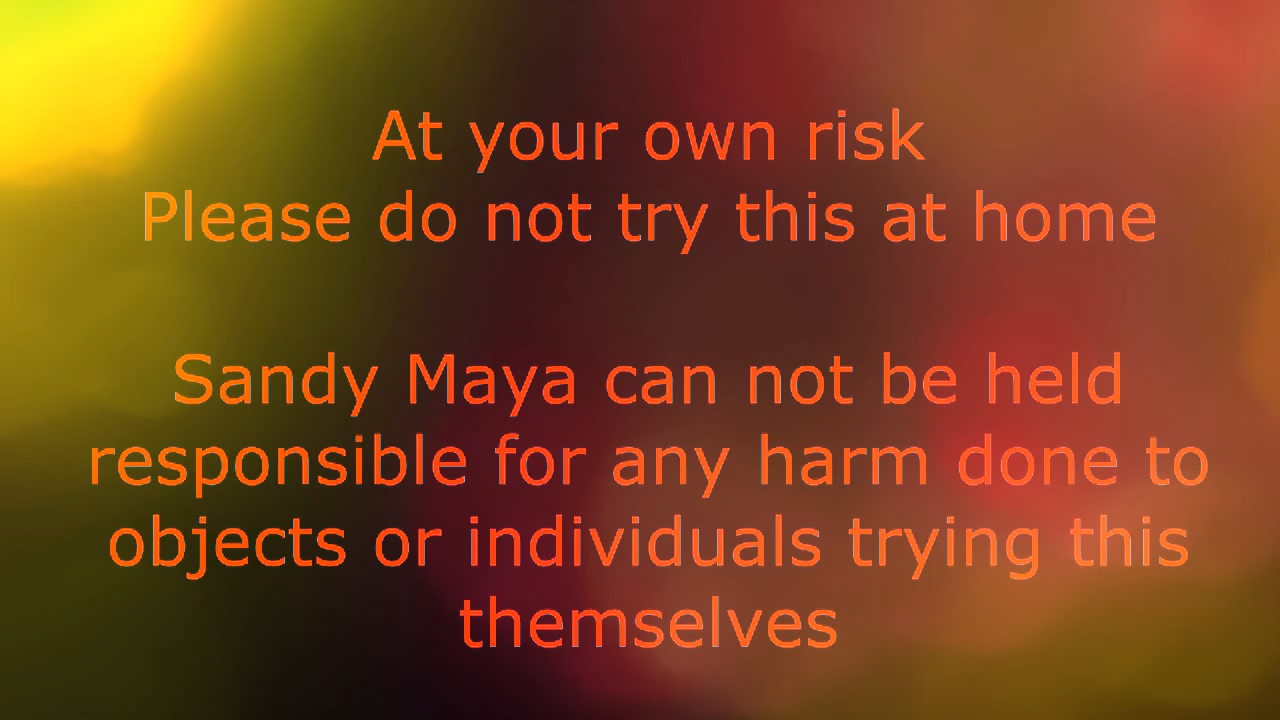 At your own risk
Please do not try this at home
Sandy Maya can not be held
responsible for any harm done to
objects or individuals trying this
themselves